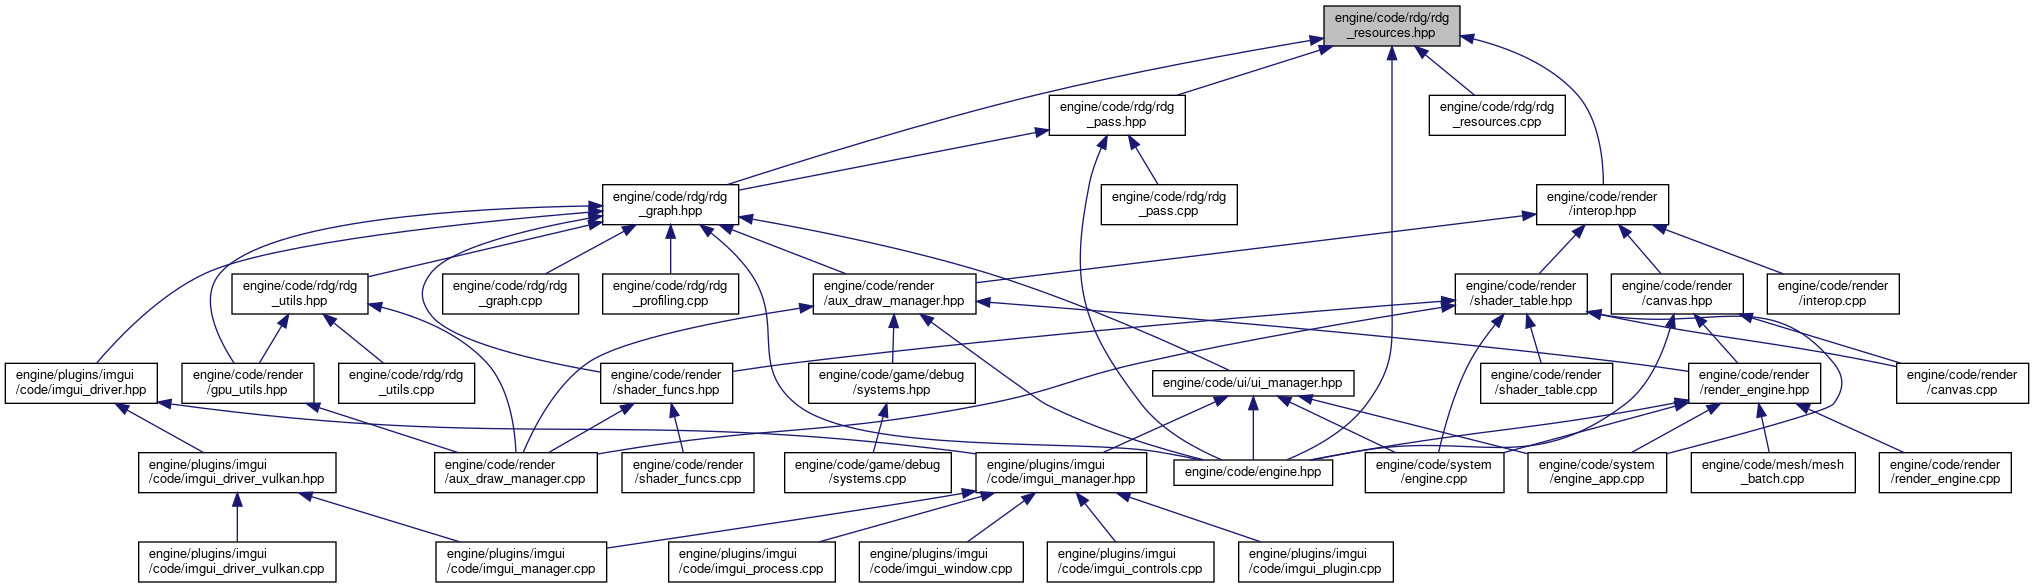 engine/code/rdg/rdg
_resources.hpp
engine/code/rdg/rdg
_pass.hpp
engine/code/rdg/rdg
_resources.cpp
engine/code/rdg/rdg
_graph.hpp
engine/code/rdg/rdg
_pass.cpp
engine/code/render
/interop.hpp
engine/code/rdg/rdg
_utils.hpp
engine/code/rdg/rdg
_graph.cpp
engine/code/rdg/rdg
_profiling.cpp
engine/code/render
/aux_draw_manager.hpp
engine/code/render
/shader_table.hpp
engine/code/render
/canvas.hpp
engine/code/render
/interop.cpp
engine/plugins/imgui
/code/imgui_driver.hpp
engine/code/render
/gpu_utils.hpp
engine/code/rdg/rdg
_utils.cpp
engine/code/render
/shader_funcs.hpp
engine/code/game/debug
/systems.hpp
engine/code/ui/ui_manager.hpp
engine/code/render
/shader_table.cpp
engine/code/render
/render_engine.hpp
engine/code/render
/canvas.cpp
engine/plugins/imgui
/code/imgui_driver_vulkan.hpp
engine/code/render
/aux_draw_manager.cpp
engine/code/render
/shader_funcs.cpp
engine/code/game/debug
/systems.cpp
engine/plugins/imgui
/code/imgui_manager.hpp
engine/code/engine.hpp
engine/code/system
/engine.cpp
engine/code/system
/engine_app.cpp
engine/code/mesh/mesh
_batch.cpp
engine/code/render
/render_engine.cpp
engine/plugins/imgui
/code/imgui_driver_vulkan.cpp
engine/plugins/imgui
/code/imgui_manager.cpp
engine/plugins/imgui
/code/imgui_process.cpp
engine/plugins/imgui
/code/imgui_window.cpp
engine/plugins/imgui
/code/imgui_controls.cpp
engine/plugins/imgui
/code/imgui_plugin.cpp